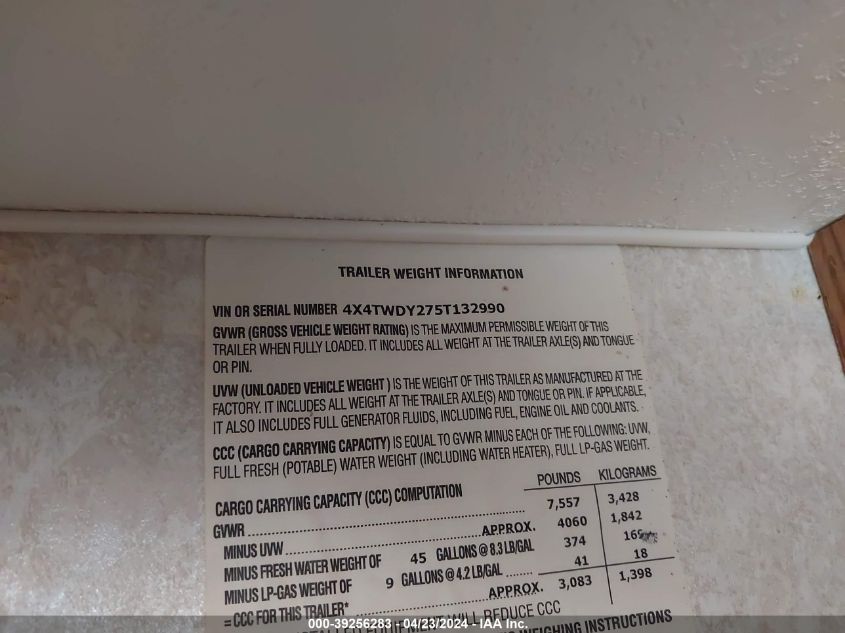 TRAILER WEIGHT INFORMATION
VIN OR SERIAL NUMBER 4X4TWDY275T132990
GVWR (GROSS VEHICLE WEIGHT RATING) IS THE MAXIMUM PERMISSIBLE WEIGHT OF THIS
TRAILER WHEN FULLY LOADED. IT INCLUDES ALL WEIGHT AT THE TRAILER AXLE(S) AND TONGUE
OR PIN.
UVW (UNLOADED VEHICLE WEIGHT ) IS THE WEIGHT OF THIS TRAILER AS MANUFACTURED AT THE
FACTORY. IT INCLUDES ALL WEIGHT AT THE TRAILER AXLE(S) AND TONGUE OR PIN. IF APPLICABLE,
IT ALSO INCLUDES FULL GENERATOR FLUIDS, INCLUDING FUEL, ENGINE OIL AND COOLANTS.
CCC (CARGO CARRYING CAPACITY) IS EQUAL TO GVWR MINUS EACH OF THE FOLLOWING: UVW,
FULL FRESH (POTABLE) WATER WEIGHT (INCLUDING WATER HEATER), FULL LP-GAS WEIGHT.
POUNDS KILOGRAMS
CARGO CARRYING CAPACITY (CCC) COMPUTATION
GVWR 7,557 3,428
MINUS UVW APPROX. 4060 1,842
MINUS FRESH WATER WEIGHT OF 45 GALLONS @ 8.3 LB/GAL 374
MINUS LP-GAS WEIGHT OF 9 GALLONS @ 4.2 LB/GAL 41 18
= CCC FOR THIS TRAILER* APPROX. 3,083 1,398
EQUIPMENT WILL REDUCE CCC
WEIGHING INSTRUCTIONS
000-39256283 - 04/23/2024 - IAA Inc.